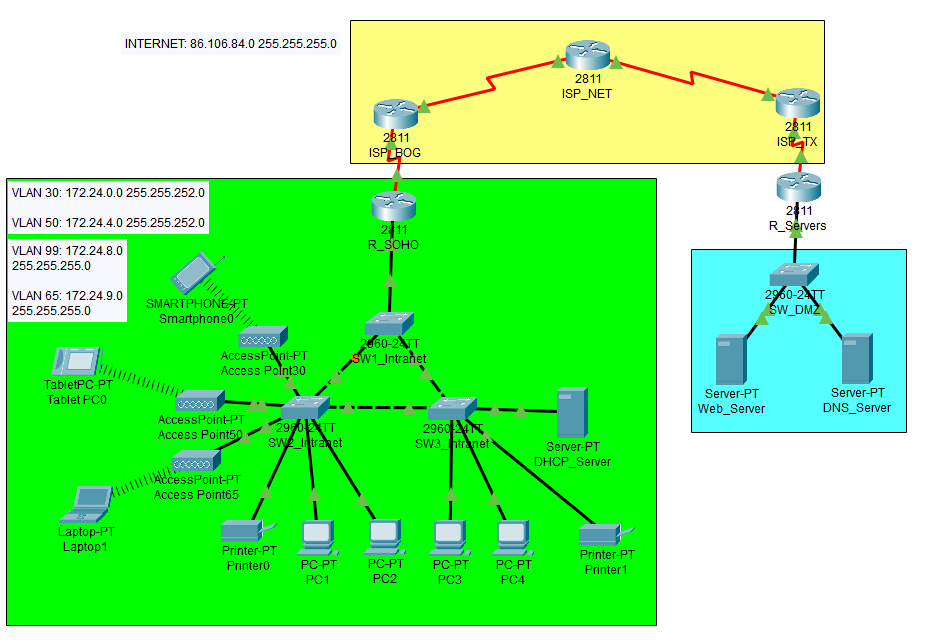 INTERNET: 86.106.84.0 255.255.255.0
2811
ISP_NET
2811
ISP_BOG
2811
ISP_TX
VLAN 30: 172.24.0.0 255.255.252.0
VLAN 50: 172.24.4.0 255.255.252.0
VLAN 99: 172.24.8.0
255.255.255.0
VLAN 65: 172.24.9.0
255.255.255.0
2811
R_SOHO
2811
R_Servers
SMARTPHONE-PT
Smartphone0
2960-24TT
SW_DMZ
2960-24TT
SW1_Intranet
AccessPoint-PT
Access Point30
TabletPC-PT
Tablet PC0
AccessPoint-PT
Access Point50
2960-24TT
SW2_Intranet
2960-24TT
SW3_Intranet
Server-PT
DHCP_Server
Server-PT
Web_Server
Server-PT
DNS_Server
AccessPoint-PT
Access Point65
Laptop-PT
Laptop1
Printer-PT
Printer0
PC-PT
PC1
PC-PT
PC2
PC-PT
PC3
PC-PT
PC4
Printer-PT
Printer1